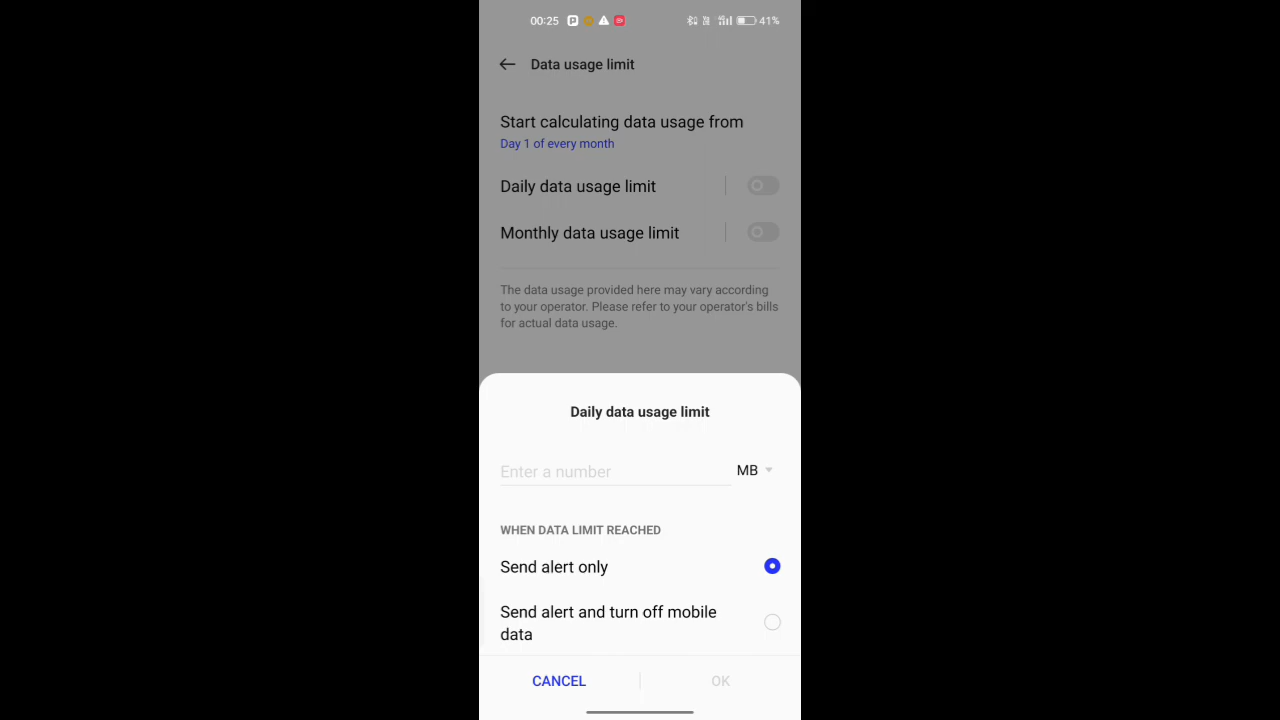 00:25 41%
Data usage limit
Start calculating data usage from
Day 1 of every month
Daily data usage limit
Monthly data usage limit
The data usage provided here may vary according
to your operator. Please refer to your operator's bills
for actual data usage.
Daily data usage limit
Enter a number MB
WHEN DATA LIMIT REACHED
Send alert only
Send alert and turn off mobile
data
CANCEL OK